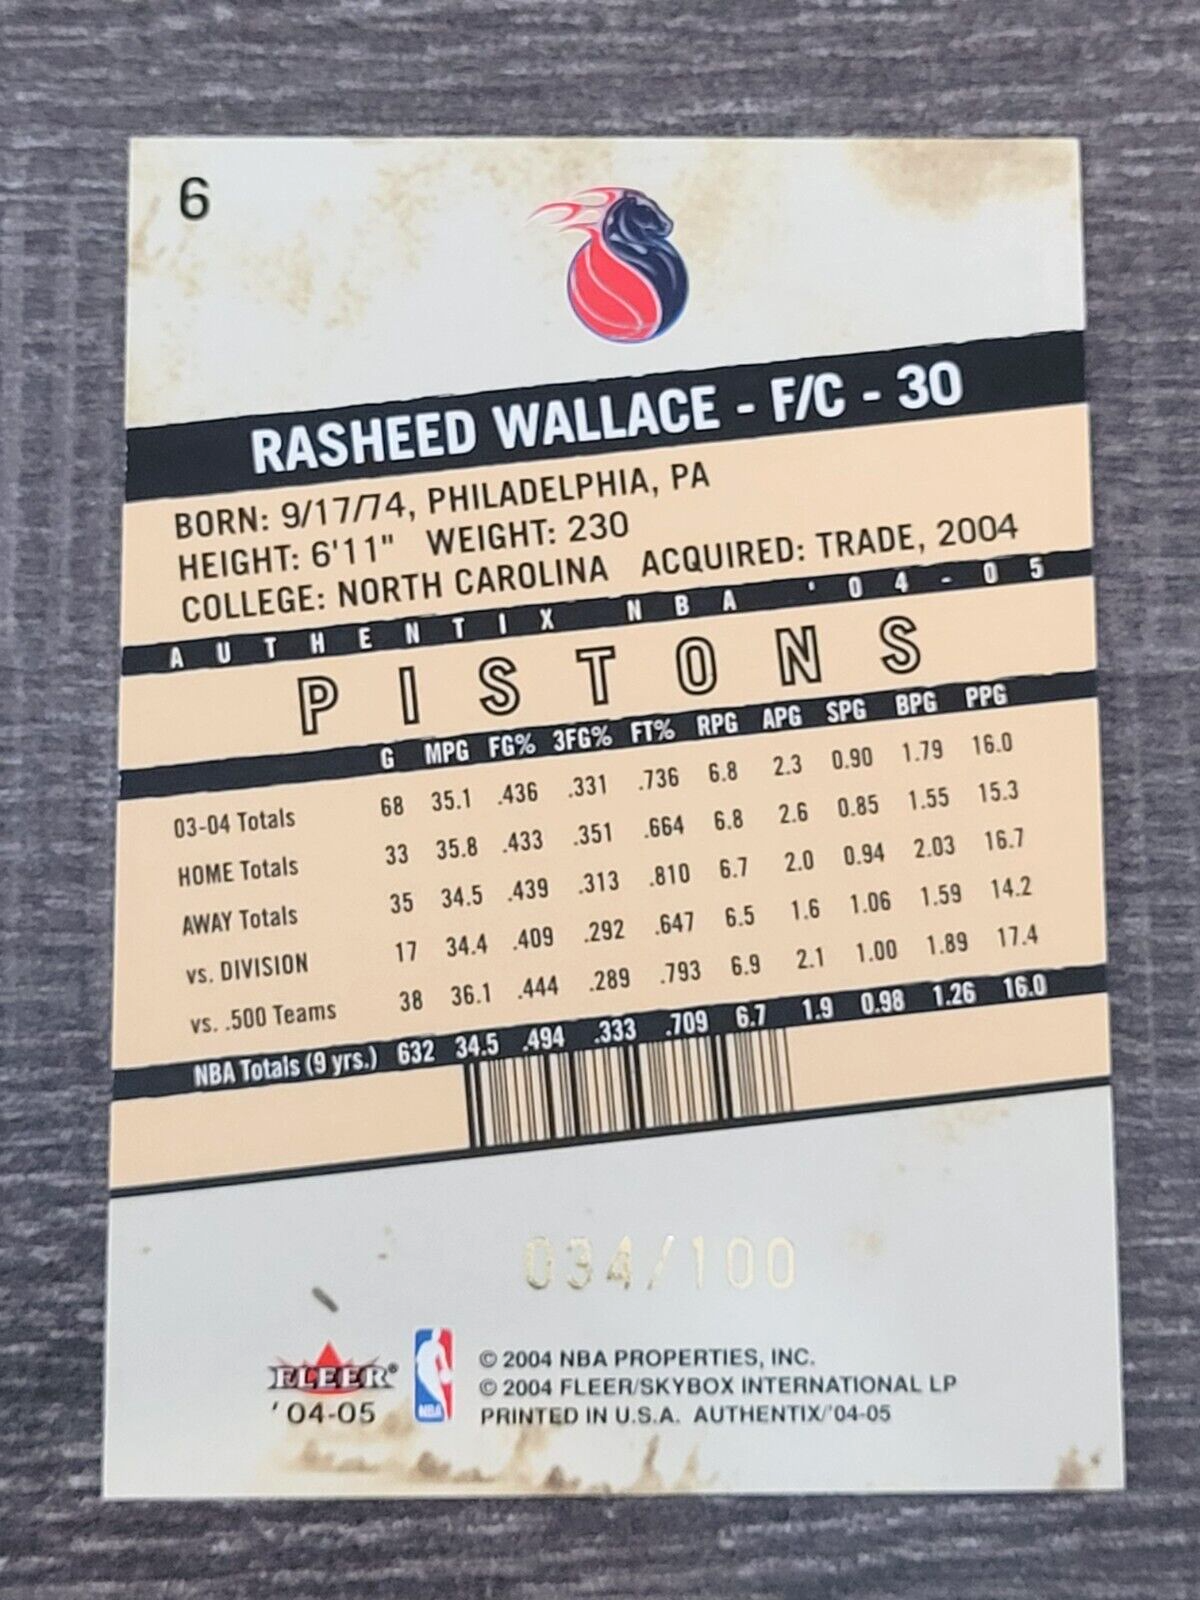 6
RASHEED WALLACE - F/C - 30
BORN: 9/17/74, PHILADELPHIA, PA
HEIGHT: 6'11" WEIGHT: 230
COLLEGE: NORTH CAROLINA ACQUIRED: TRADE, 2004
AUTHENTIX NBA '04-05
PISTONS
G MPG FG% 3FG% FT% RPG APG SPG BPG PPG
03-04 Totals 68 35.1 .436 .331 .736 6.8 2.3 0.90 1.79 16.0
HOME Totals 33 35.8 .433 .351 .664 6.8 2.6 0.85 1.55 15.3
AWAY Totals 35 34.5 .439 .313 .810 6.7 2.0 0.94 2.03 16.7
vs. DIVISION 17 34.4 .409 .292 .647 6.5 1.6 1.06 1.59 14.2
vs. .500 Teams 38 36.1 .444 .289 .793 6.9 2.1 1.00 1.89 17.4
NBA Totals (9 yrs.) 632 34.5 .494 .333 .709 6.7 1.9 0.98 1.26 16.0
034/100
FLEER®
'04-05
NBA
© 2004 NBA PROPERTIES, INC.
© 2004 FLEER/SKYBOX INTERNATIONAL LP
PRINTED IN U.S.A. AUTHENTIX/'04-05